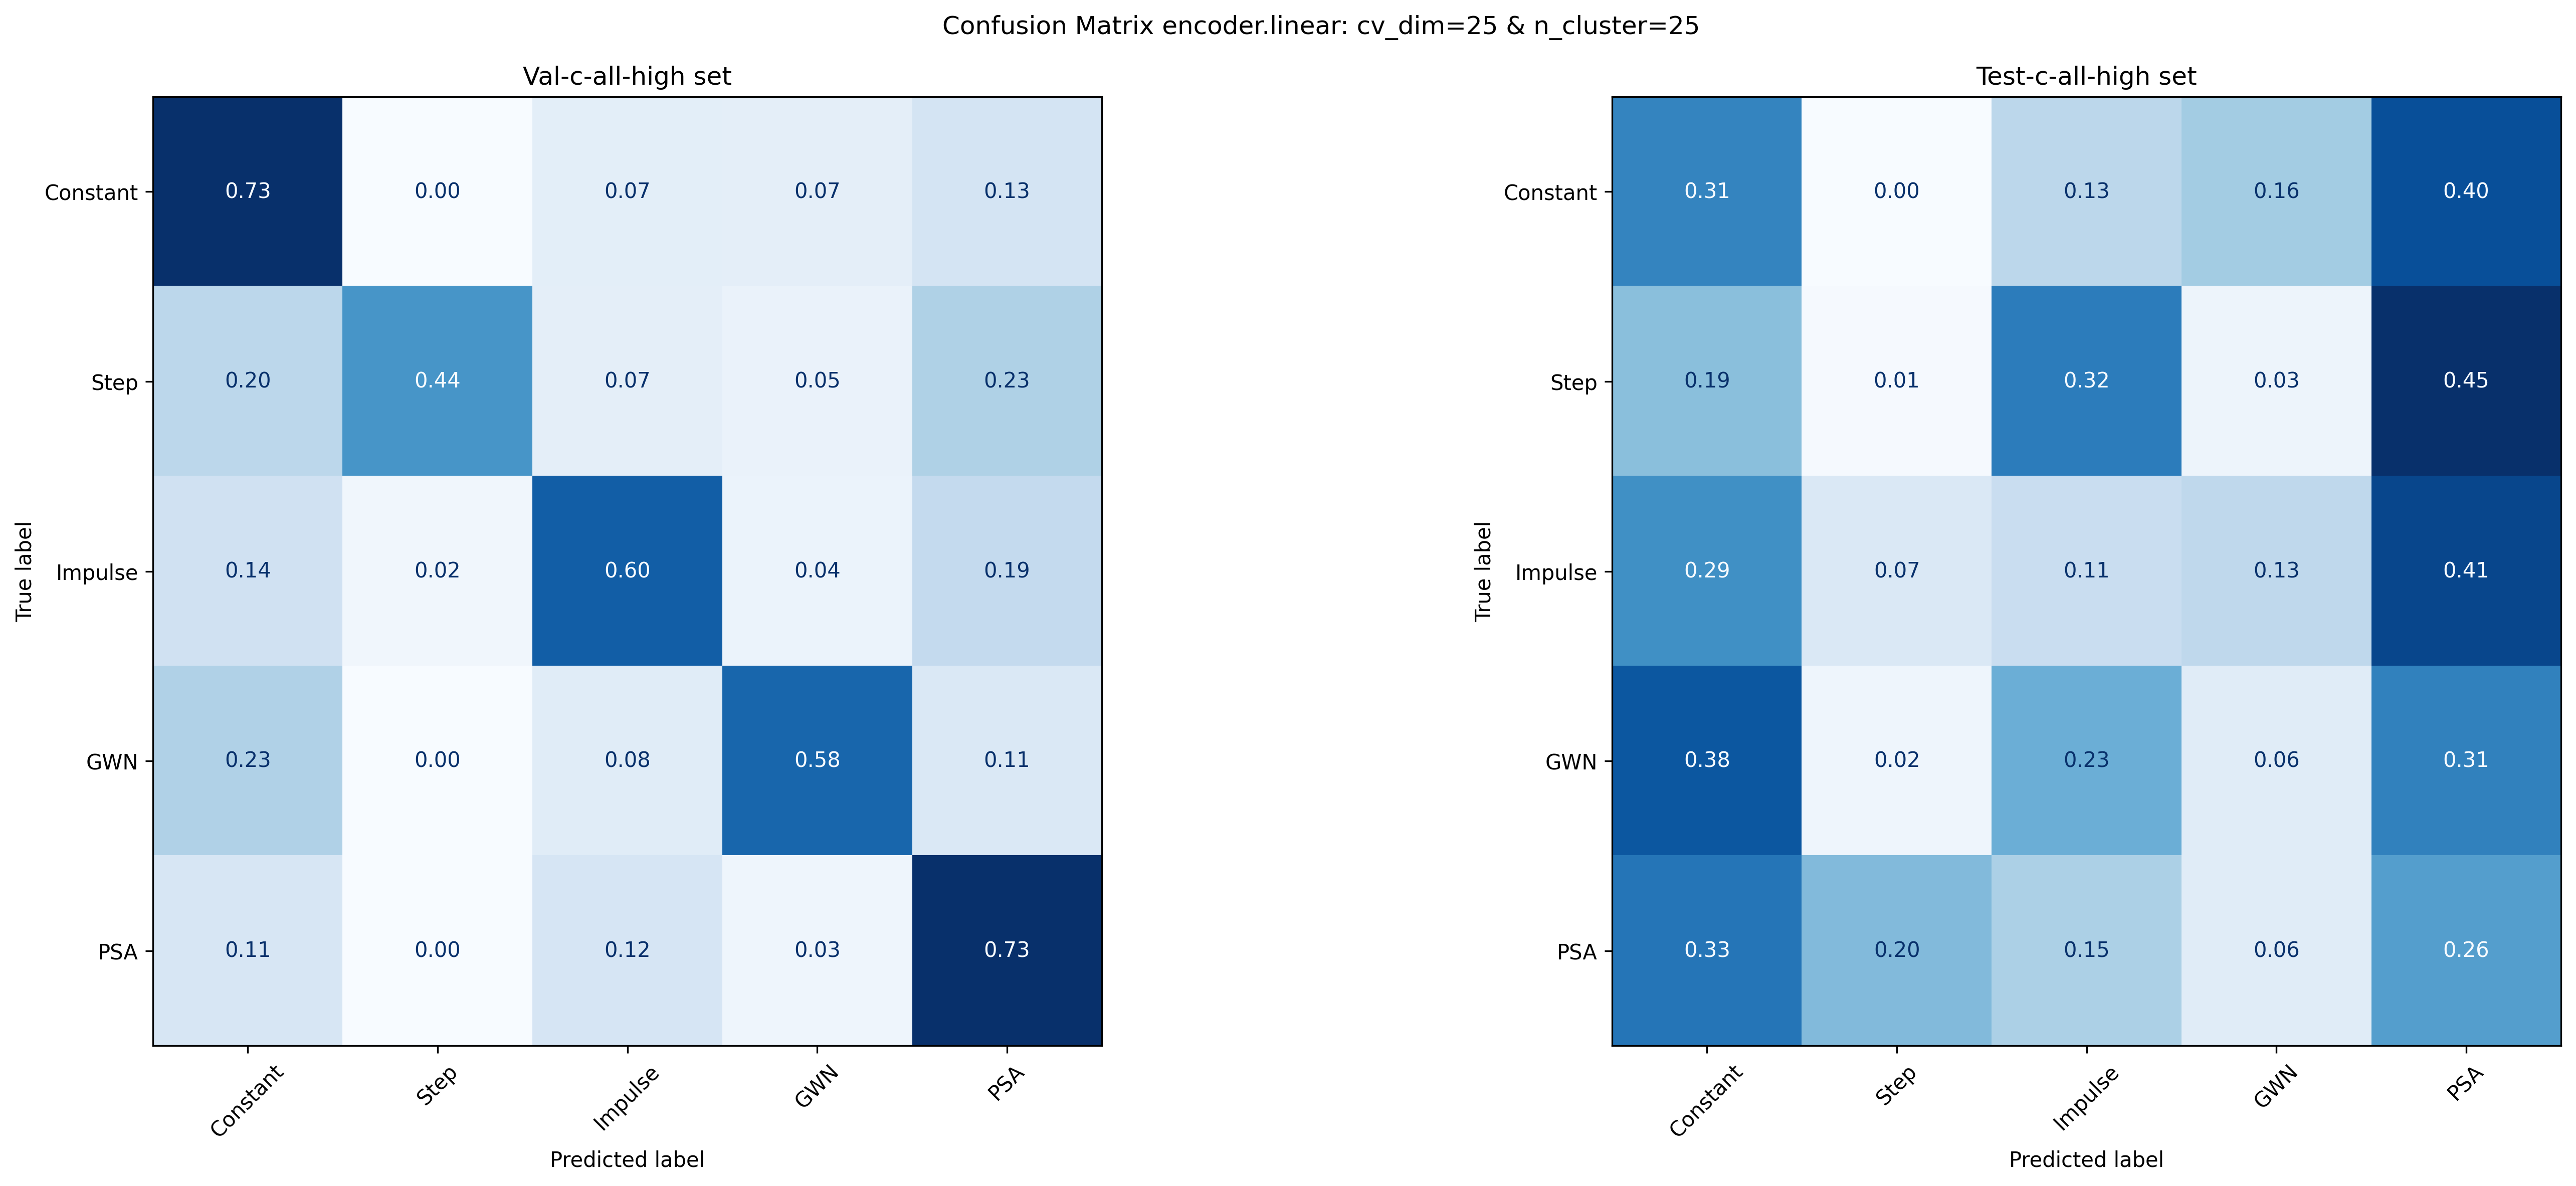 Confusion Matrix encoder.linear: cv_dim=25 & n_cluster=25
Val-c-all-high set
True label
Constant 0.73 0.00 0.07 0.07 0.13
Step 0.20 0.44 0.07 0.05 0.23
Impulse 0.14 0.02 0.60 0.04 0.19
GWN 0.23 0.00 0.08 0.58 0.11
PSA 0.11 0.00 0.12 0.03 0.73
Constant Step Impulse GWN PSA
Predicted label
Test-c-all-high set
True label
Constant 0.31 0.00 0.13 0.16 0.40
Step 0.19 0.01 0.32 0.03 0.45
Impulse 0.29 0.07 0.11 0.13 0.41
GWN 0.38 0.02 0.23 0.06 0.31
PSA 0.33 0.20 0.15 0.06 0.26
Constant Step Impulse GWN PSA
Predicted label